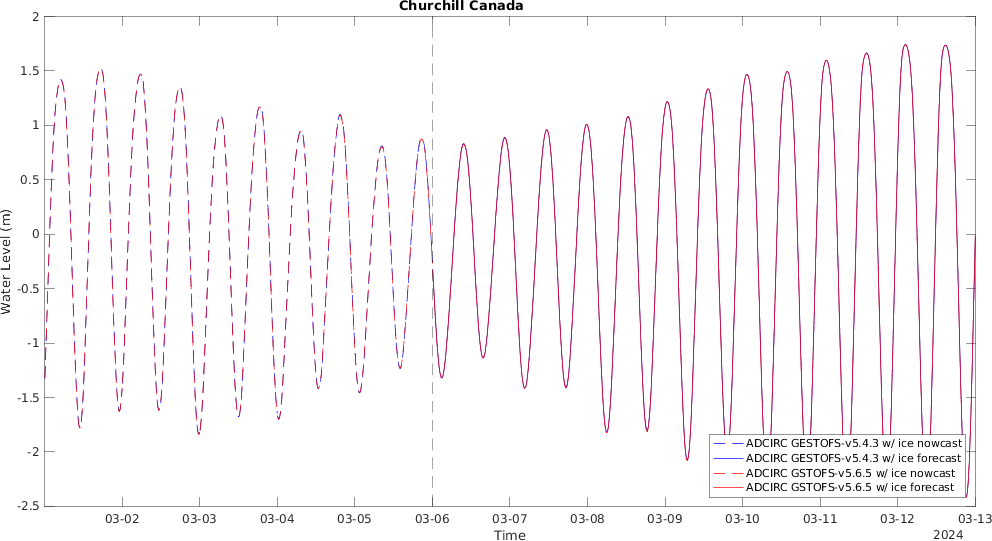 Churchill Canada
2
1.5
1
0.5
0
-0.5
-1
-1.5
-2
-2.5
Water Level (m)
ADCIRC GESTOFS-v5.4.3 w/ ice nowcast
ADCIRC GESTOFS-v5.4.3 w/ ice forecast
ADCIRC GSTOFS-v5.6.5 w/ ice nowcast
ADCIRC GSTOFS-v5.6.5 w/ ice forecast
03-02 03-03 03-04 03-05 03-06 03-07 03-08 03-09 03-10 03-11 03-12 03-13
Time
2024